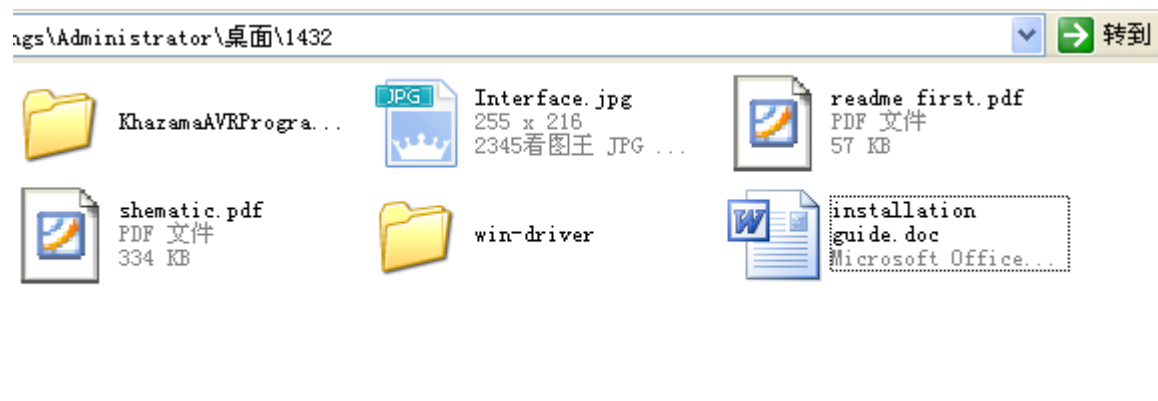 ngs\Administrator\桌面\1432
转到
KhazamaAVRProgra...
JPG
Interface.jpg
255 x 216
2345看图王 JPG ...
readme first.pdf
PDF 文件
57 KB
shematic.pdf
PDF 文件
334 KB
win-driver
W
installation
guide.doc
Microsoft Office...